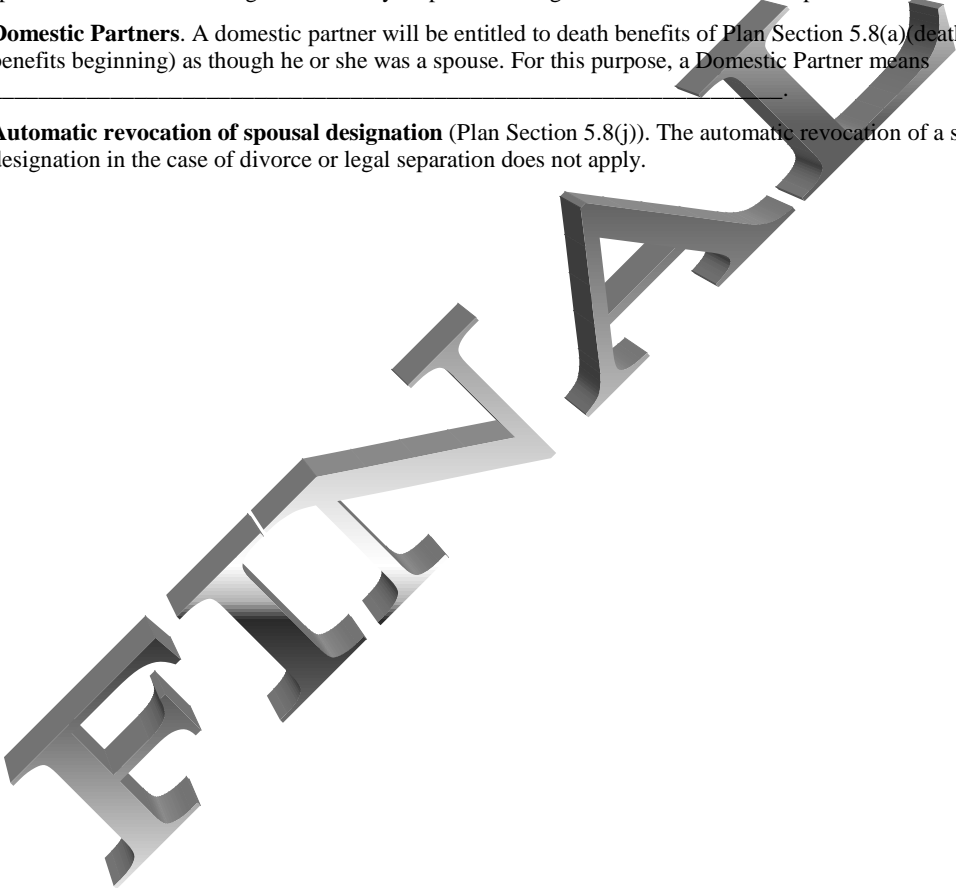 Domestic Partners. A domestic partner will be entitled to death benefits of Plan Section 5.8(a)(death
benefits beginning) as though he or she was a spouse. For this purpose, a Domestic Partner means
______________________________________________________________________.
Automatic revocation of spousal designation (Plan Section 5.8(j)). The automatic revocation of a
designation in the case of divorce or legal separation does not apply.
FINAL